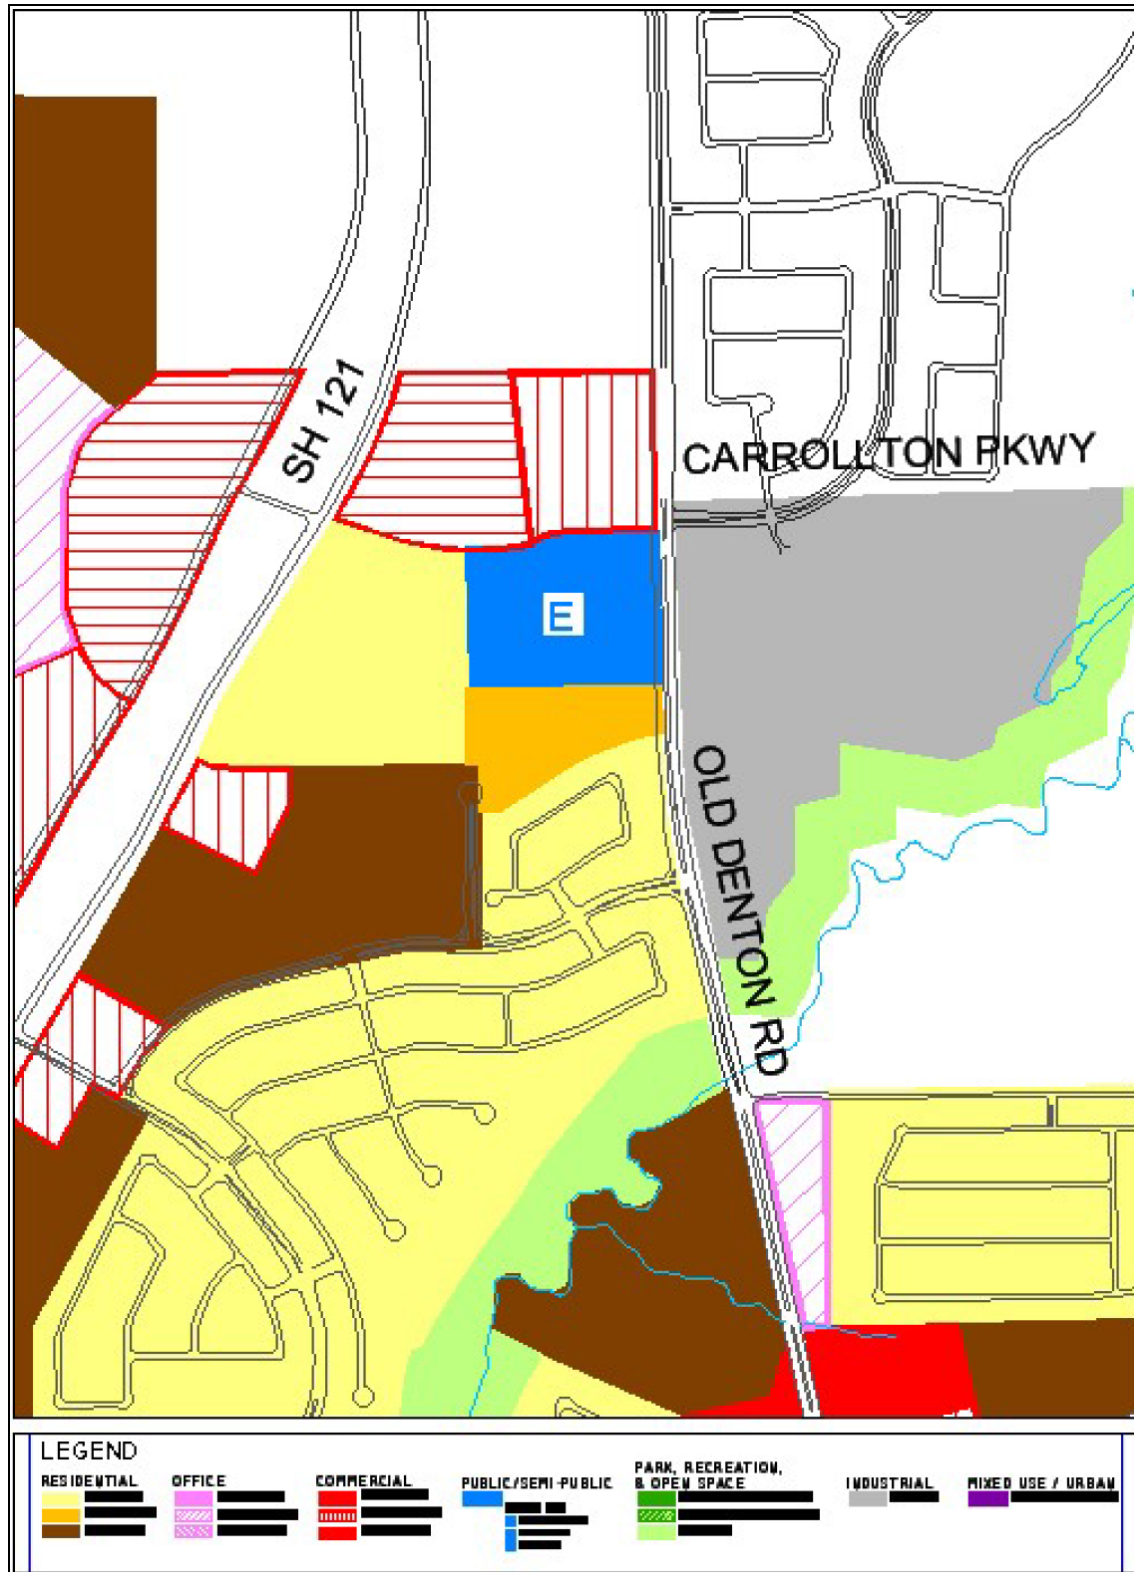 SH 121
CARROLLTON PKWY
E
OLD DENTON RD
LEGEND
RESIDENTIAL
OFFICE
COMMERCIAL
PUBLIC/SEMI-PUBLIC
PARK, RECREATION,
& OPEN SPACE
INDUSTRIAL
MIXED USE / URBAN